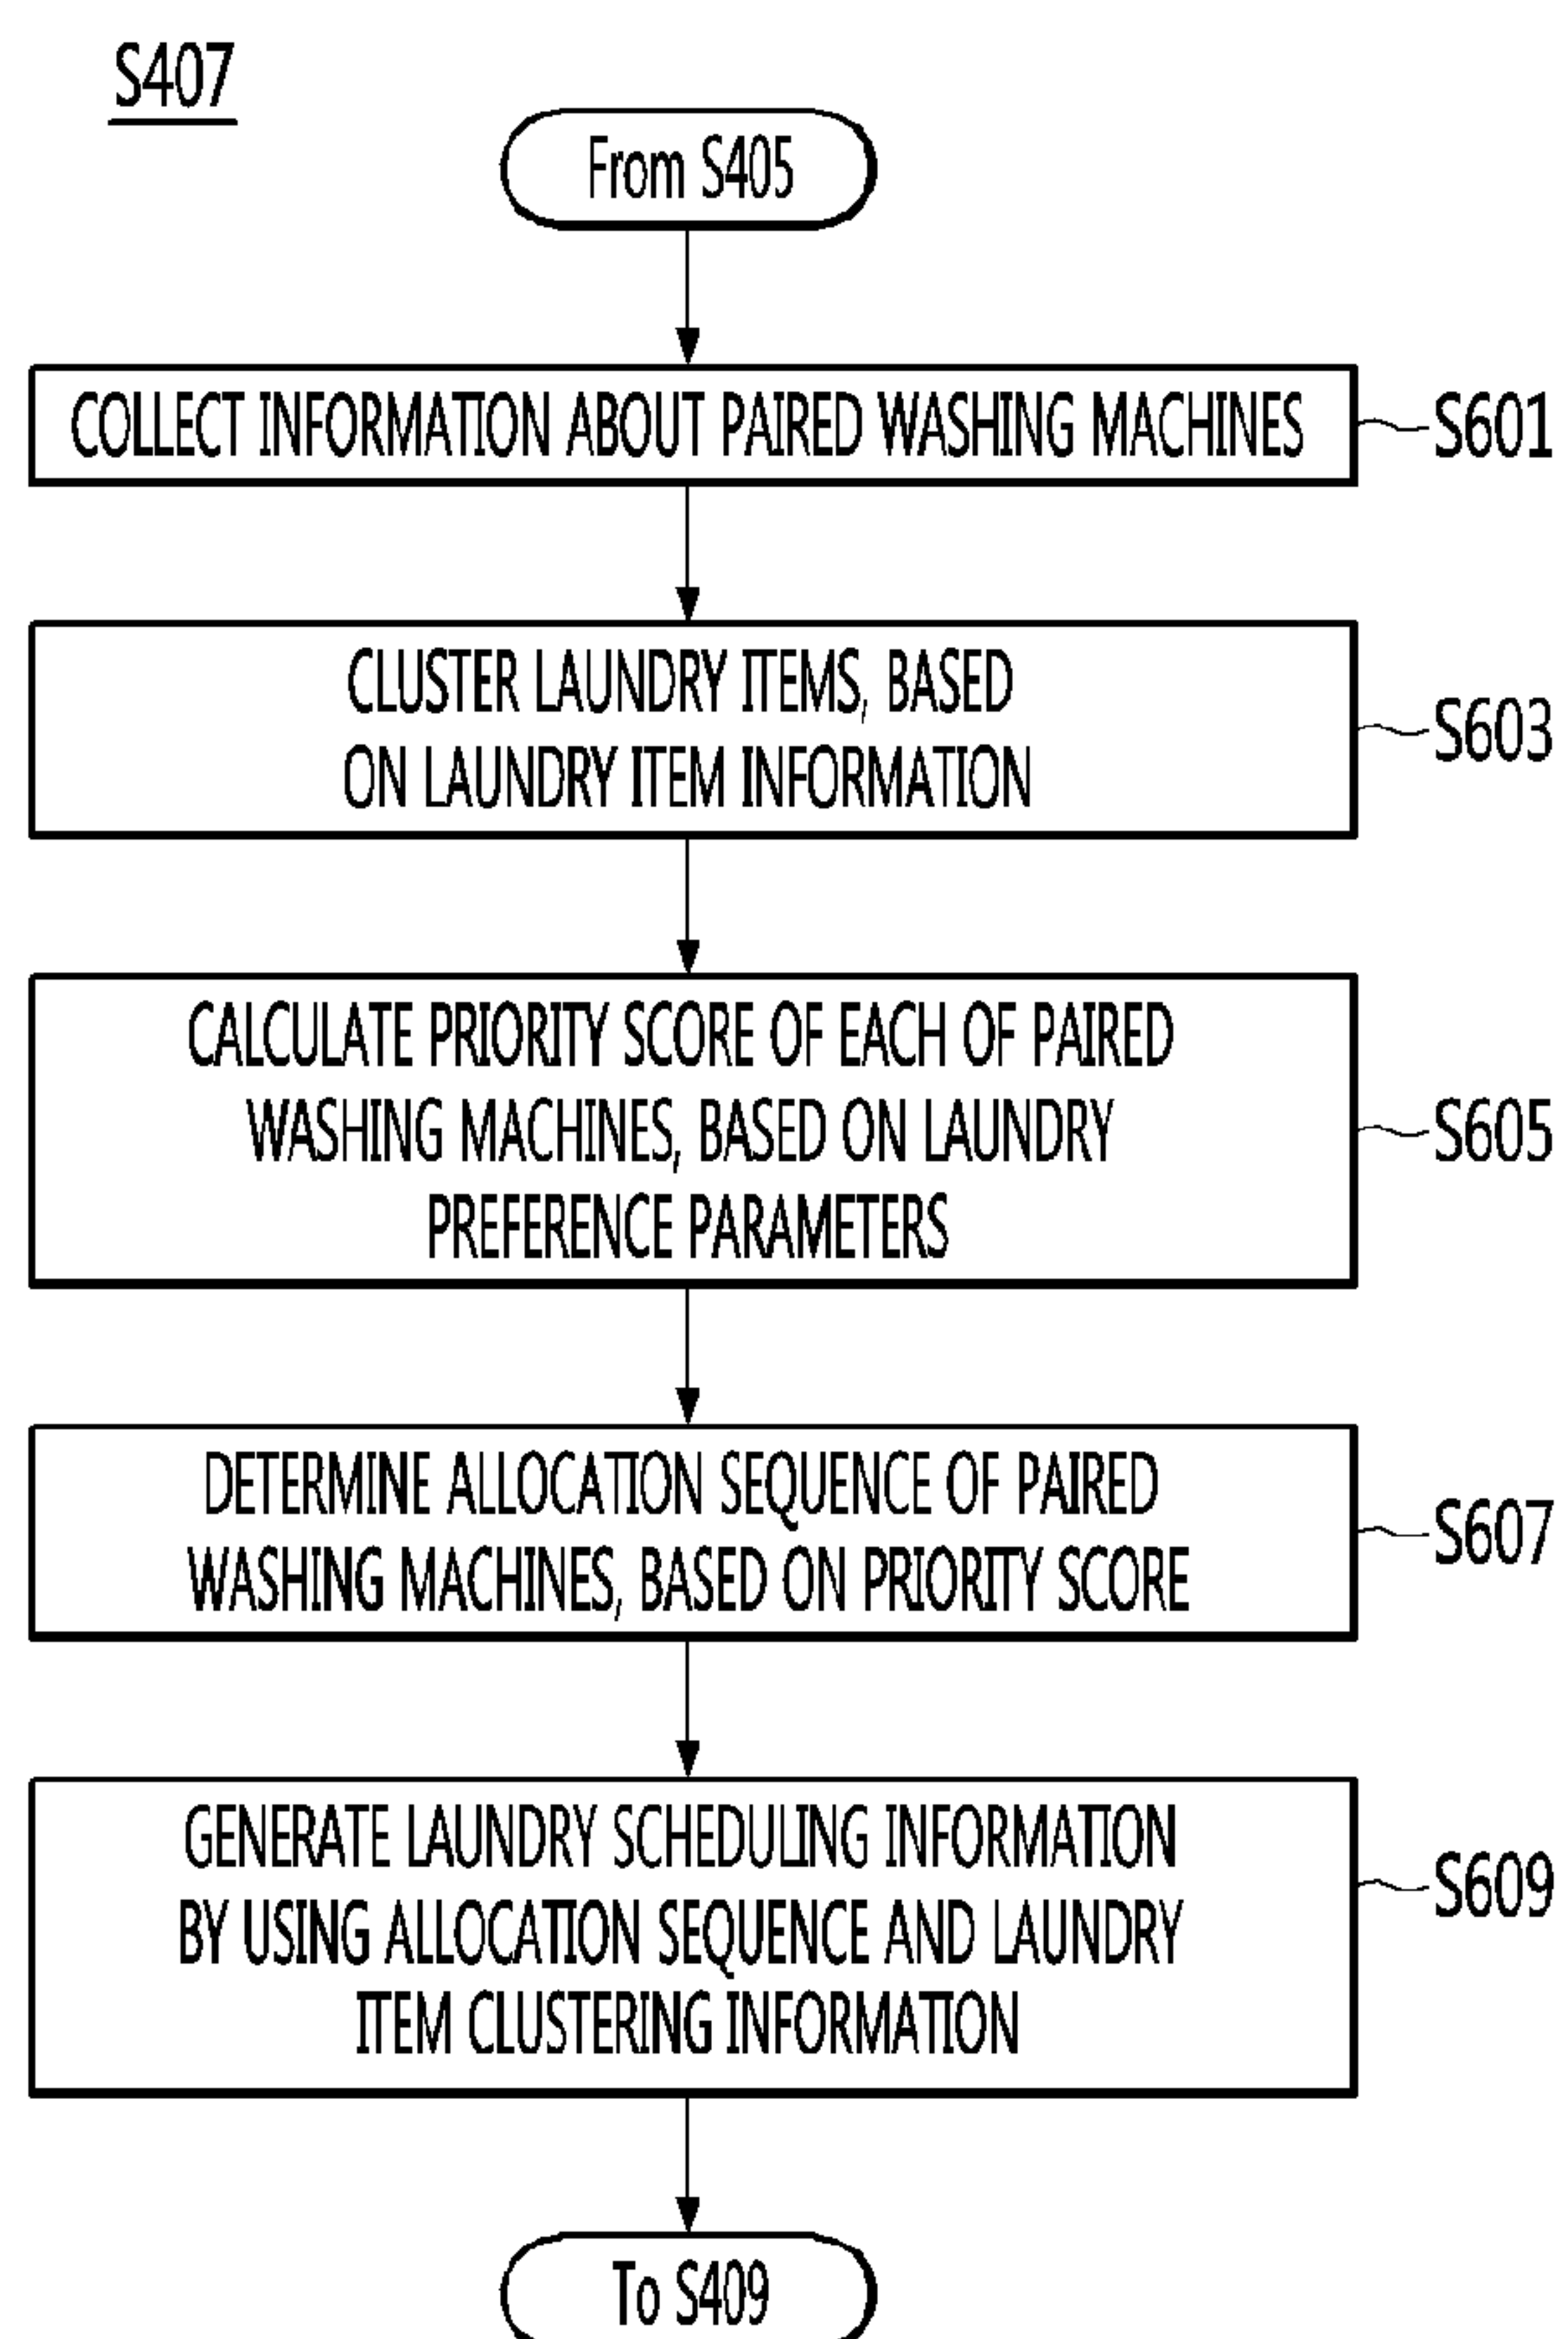 S407
From S405
COLLECT INFORMATION ABOUT PAIRED WASHING MACHINES
S601
CLUSTER LAUNDRY ITEMS, BASED
ON LAUNDRY ITEM INFORMATION
S603
CALCULATE PRIORITY SCORE OF EACH OF PAIRED
WASHING MACHINES, BASED ON LAUNDRY
PREFERENCE PARAMETERS
S605
DETERMINE ALLOCATION SEQUENCE OF PAIRED
WASHING MACHINES, BASED ON PRIORITY SCORE
S607
GENERATE LAUNDRY SCHEDULING INFORMATION
BY USING ALLOCATION SEQUENCE AND LAUNDRY
ITEM CLUSTERING INFORMATION
S609
To S409